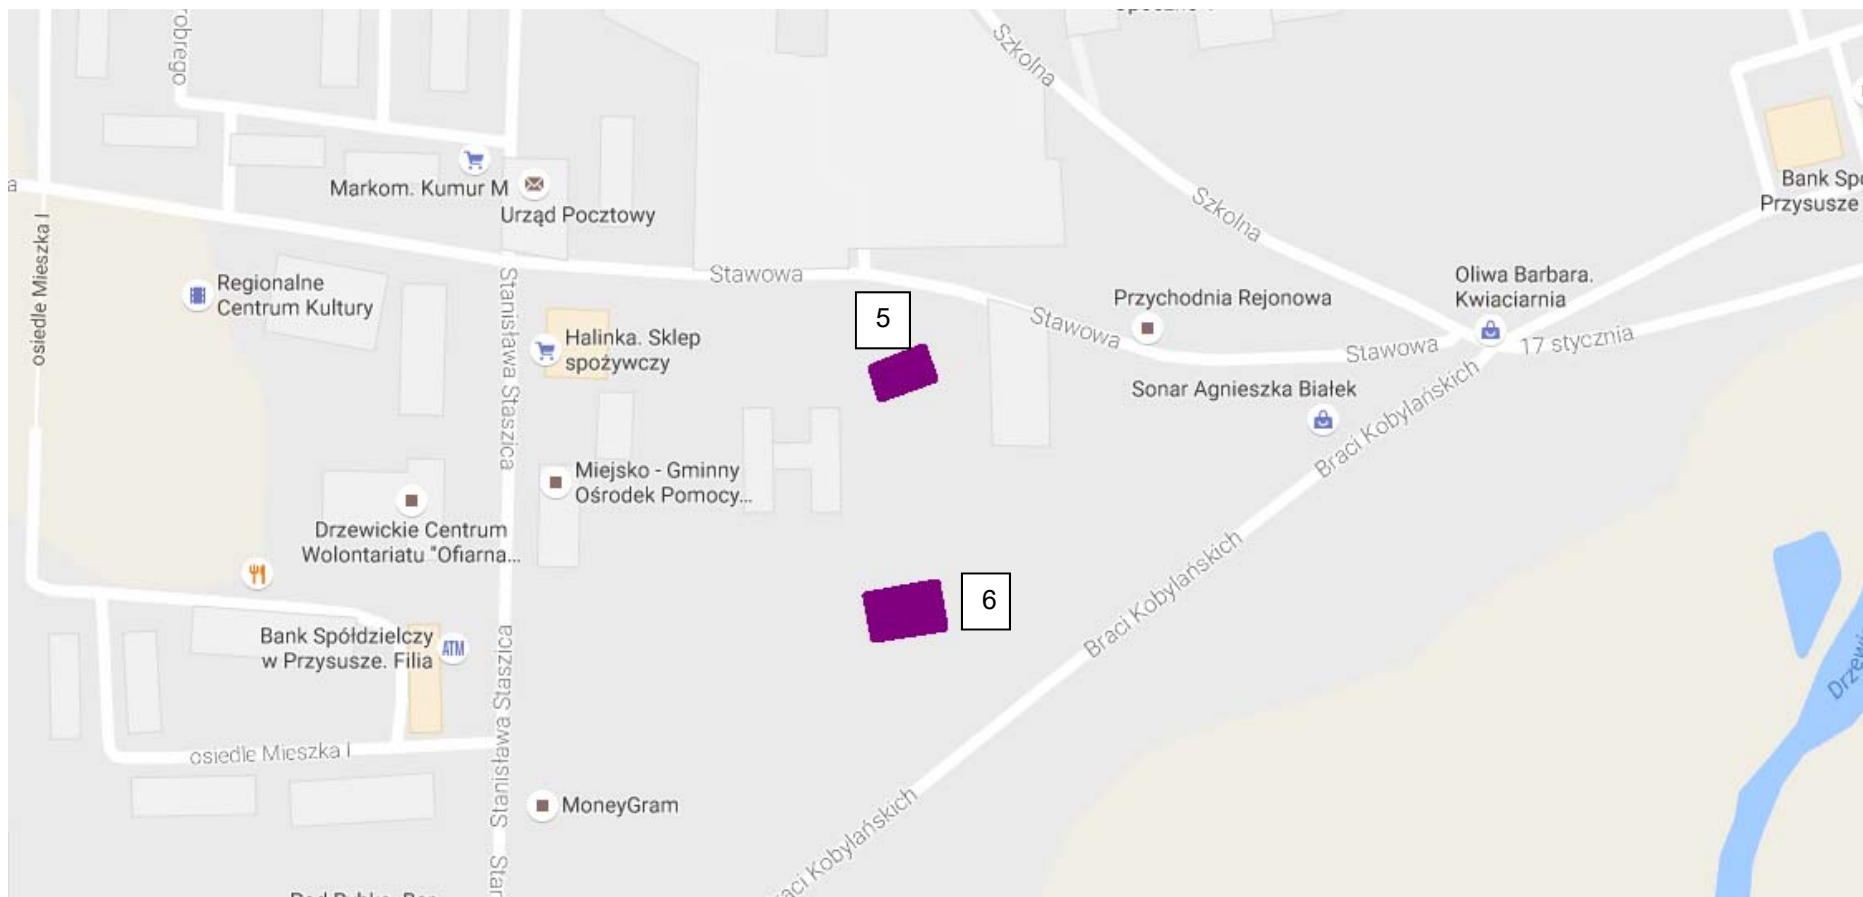 Szkolna
Markom. Kumur M
Urząd Pocztowy
Szkolna
Bank Spo
Przysusze
osiedle Mieszka I
Regionalne
Centrum Kultury
Stanisława Staszica
Stawowa
Oliwa Barbara.
Kwiaciarnia
Przychodnia Rejonowa
5
Stawowa
Halinka. Sklep
spożywczy
Stawowa
17 stycznia
Sonar Agnieszka Białek
Braci Kobylańskich
Miejsko - Gminny
Ośrodek Pomocy...
Drzewickie Centrum
Wolontariatu "Ofiarna...
6
Braci Kobylańskich
Bank Spółdzielczy
w Przysusze. Filia
ATM
Stanisława Staszica
Drzewi
osiedle Mieszka I
MoneyGram
aci Kobylańskich
Star